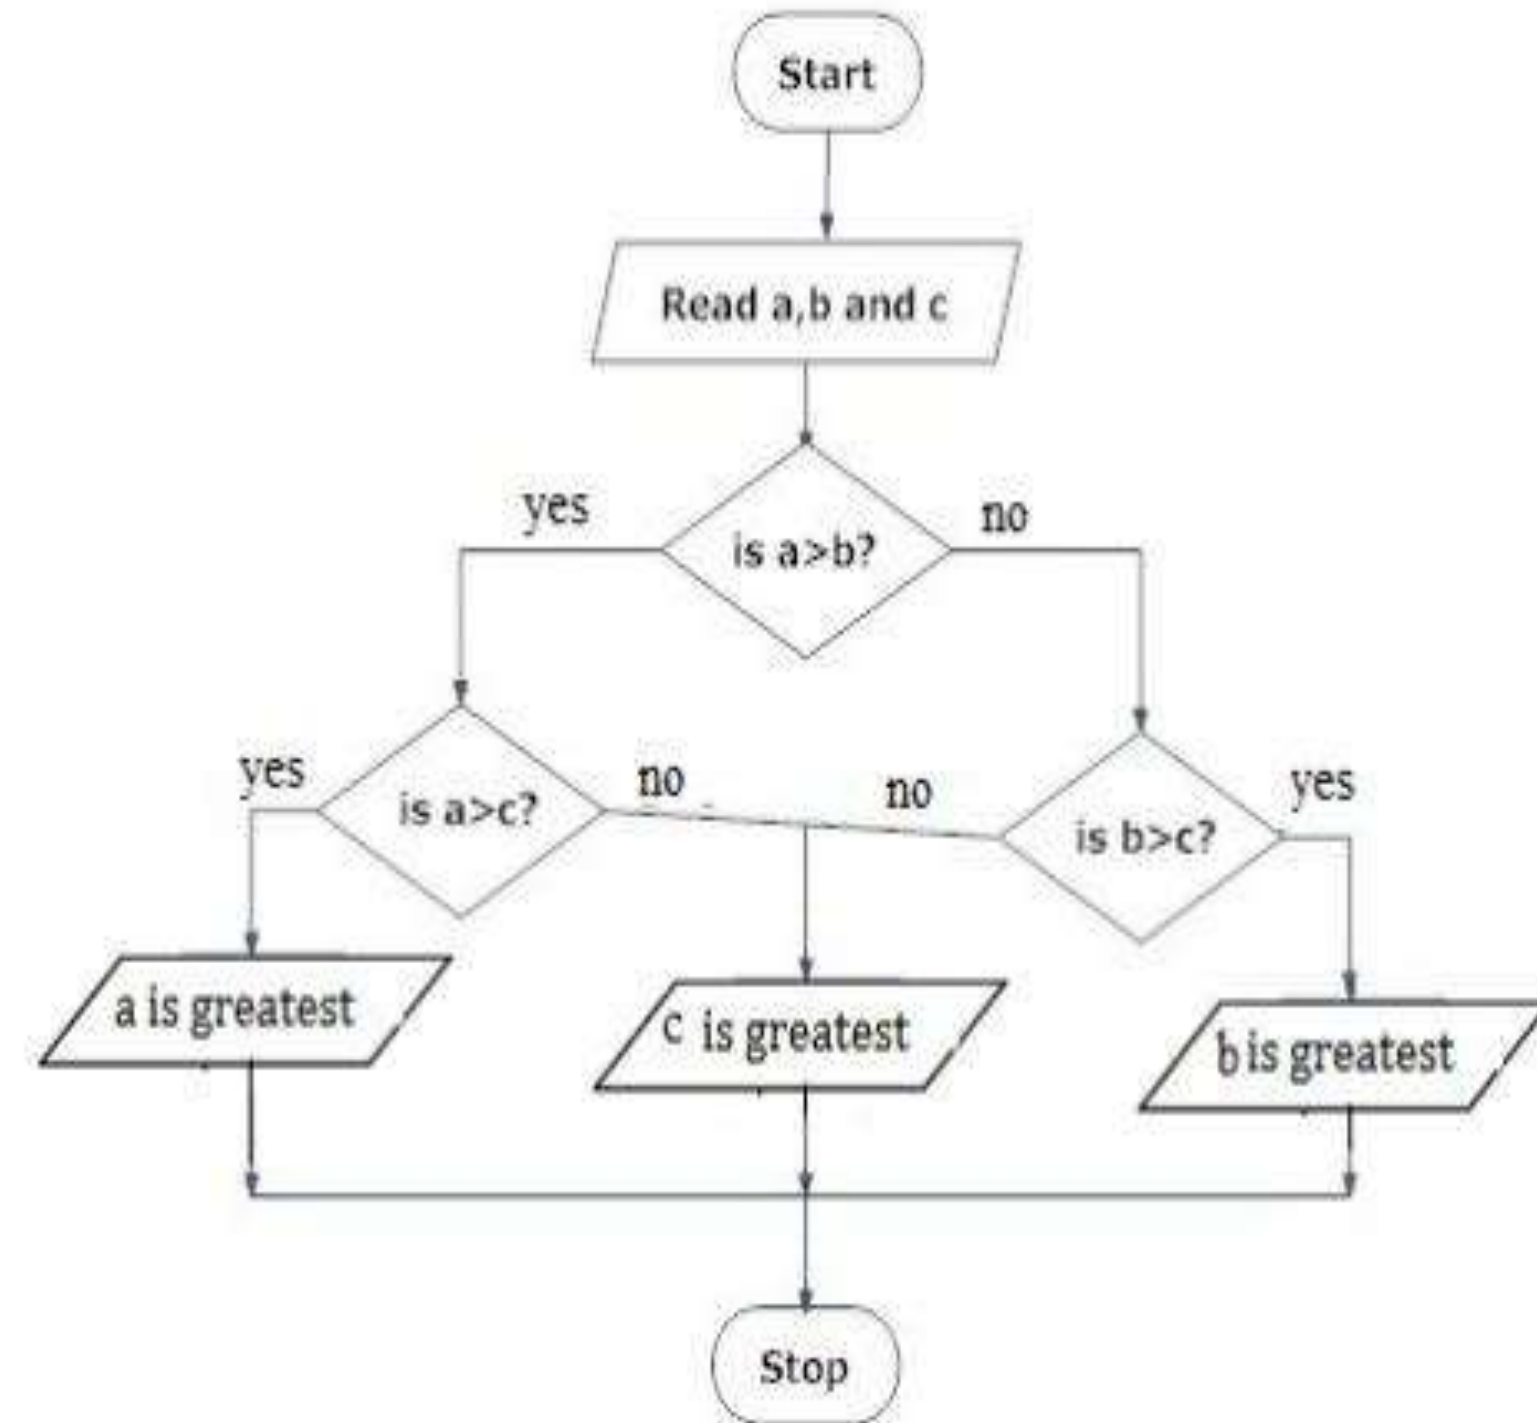 Start
Read a,b and c
yes
no
is a>b?
yes
is a>c?
no
no
is b>c?
yes
a is greatest
c is greatest
b is greatest
Stop